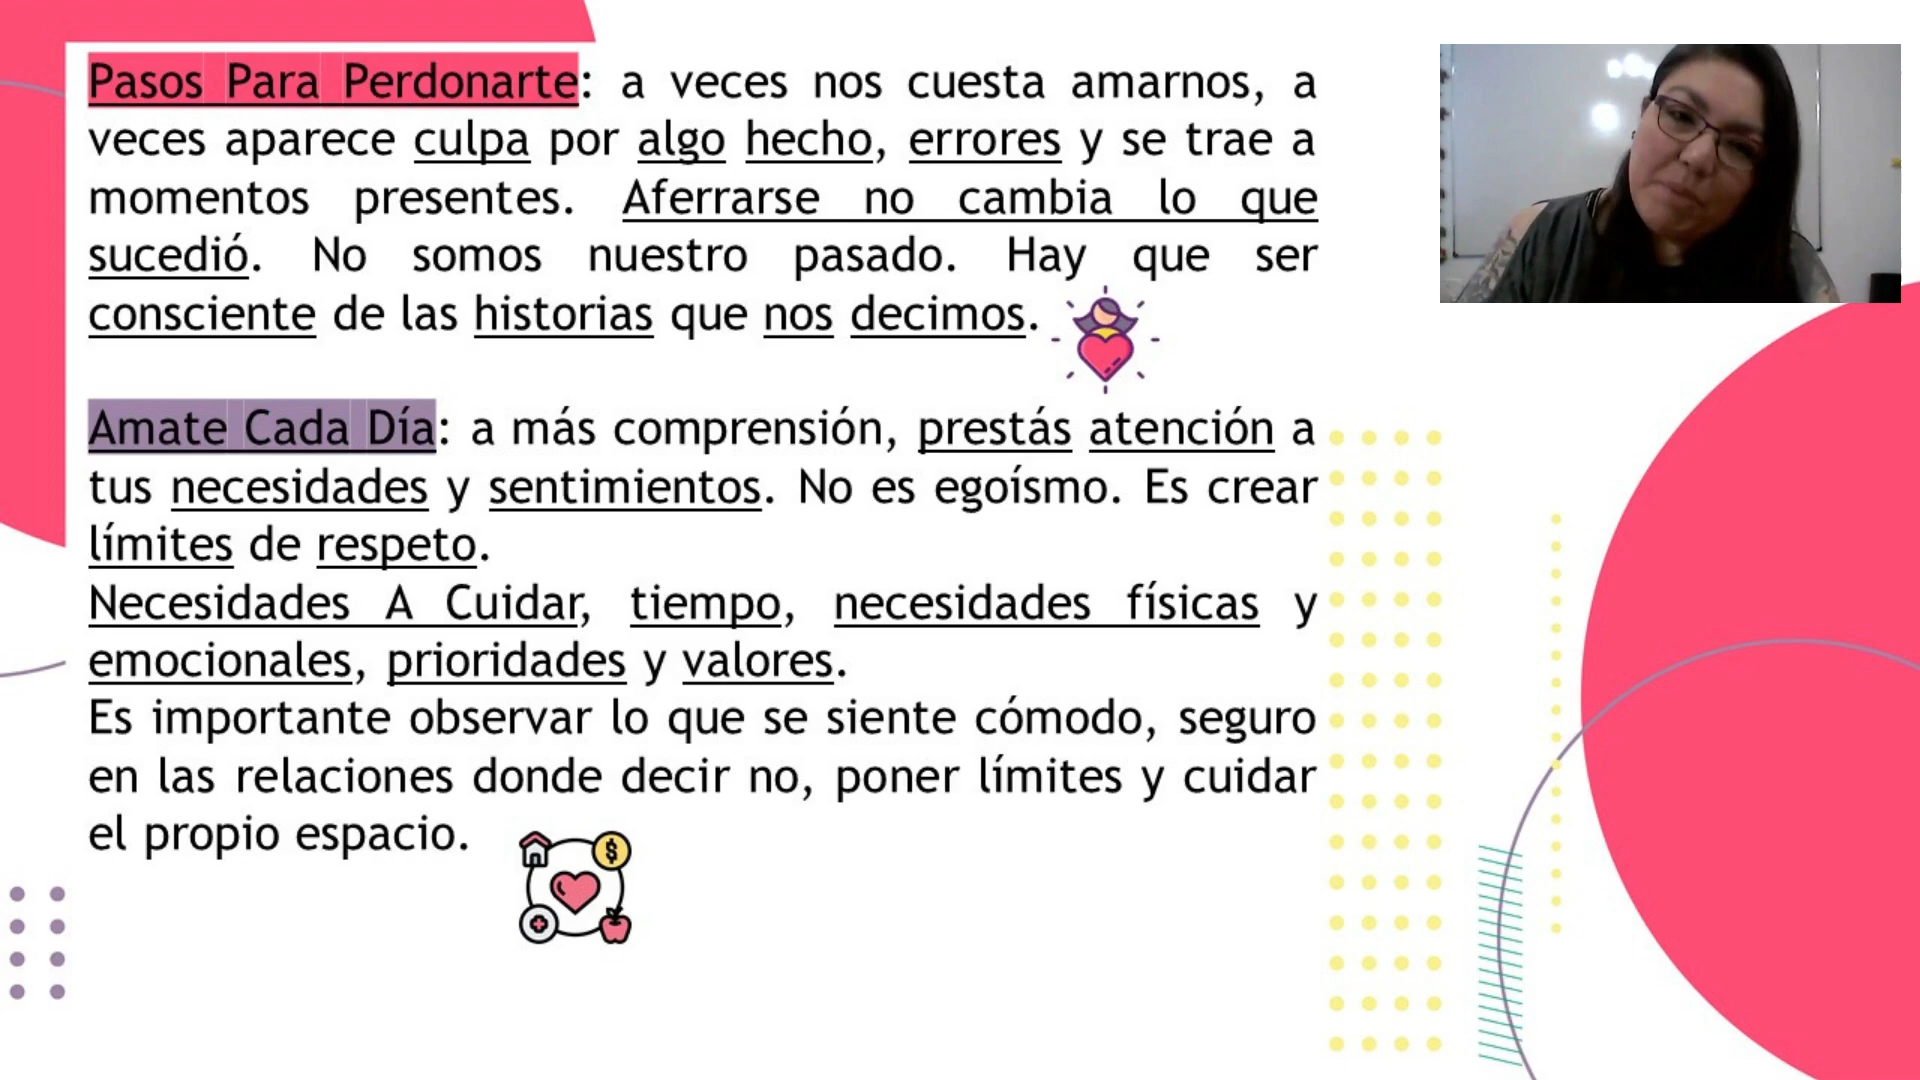 Pasos Para Perdonarte: a veces nos cuesta amarnos, a
veces aparece culpa por algo hecho, errores y se trae a
momentos presentes. Aferrarse no cambia lo que
sucedió. No somos nuestro pasado. Hay que ser
consciente de las historias que nos decimos.
Amate Cada Día: a más comprensión, prestás atención a
tus necesidades y sentimientos. No es egoísmo. Es crear
límites de respeto.
Necesidades A Cuidar, tiempo, necesidades físicas y
emocionales, prioridades y valores.
Es importante observar lo que se siente cómodo, seguro
en las relaciones donde decir no, poner límites y cuidar
el propio espacio.
$